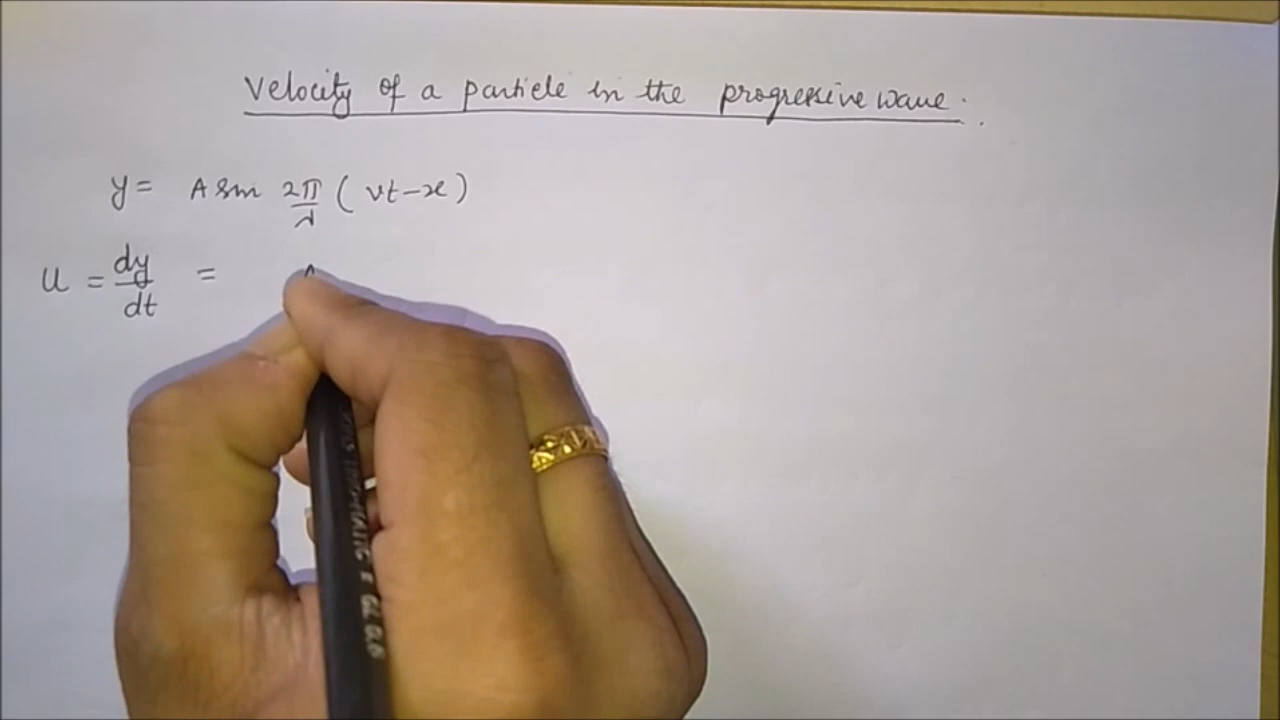 Velocity of a particle in the progressive wave.
y = A sin 2π/λ ( vt-x )
U = dy/dt = A